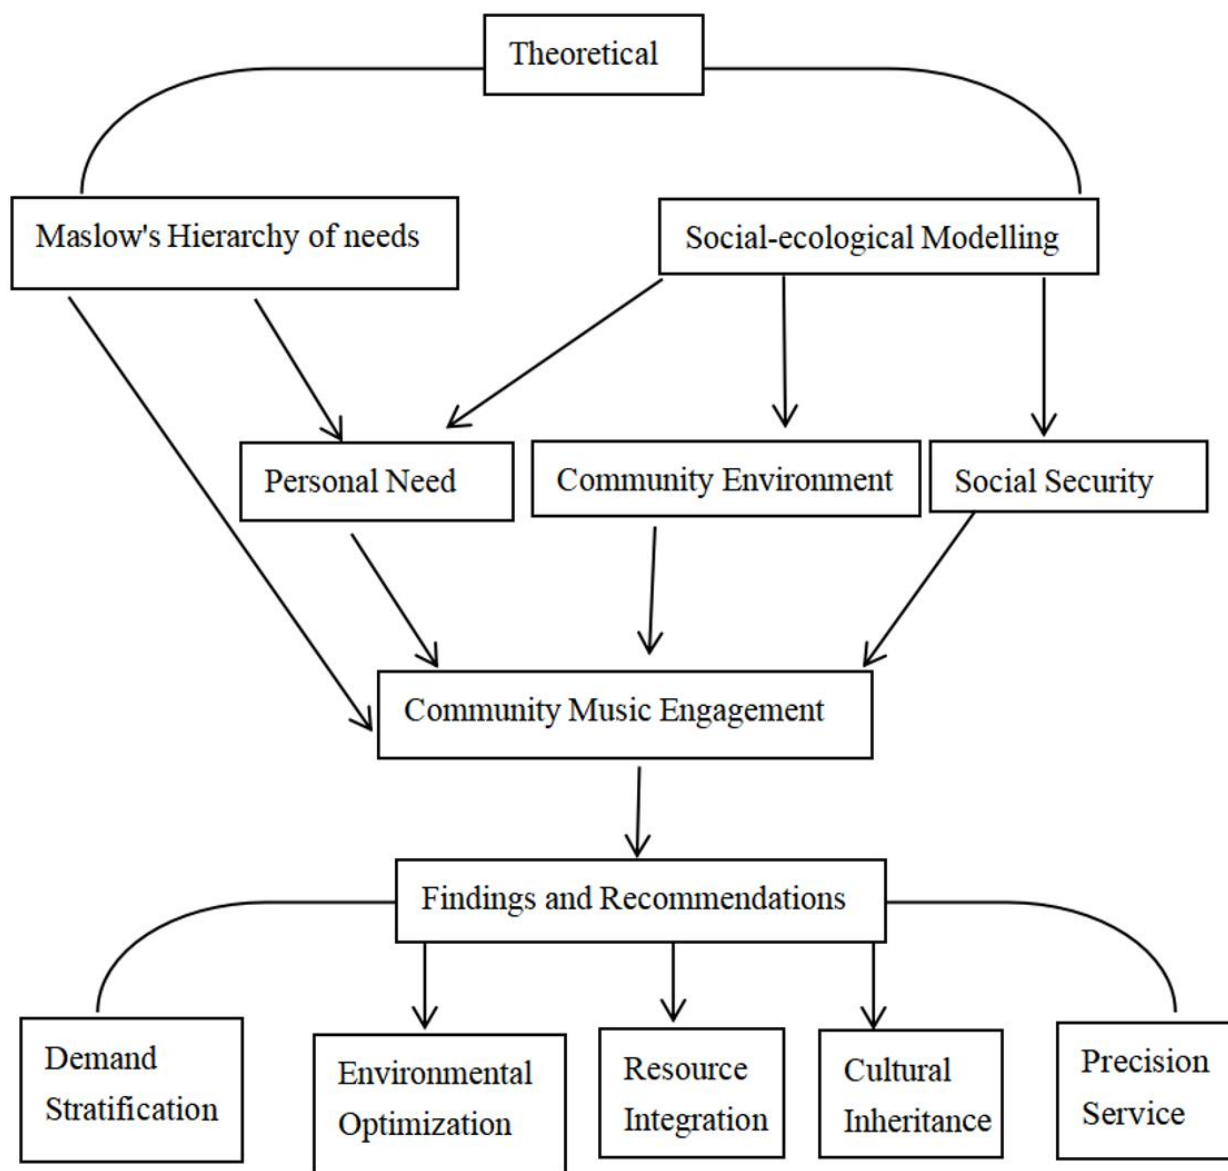 Theoretical
Maslow's Hierarchy of needs
Social-ecological Modelling
Personal Need
Community Environment
Social Security
Community Music Engagement
Findings and Recommendations
Demand
Stratification
Environmental
Optimization
Resource
Integration
Cultural
Inheritance
Precision
Service